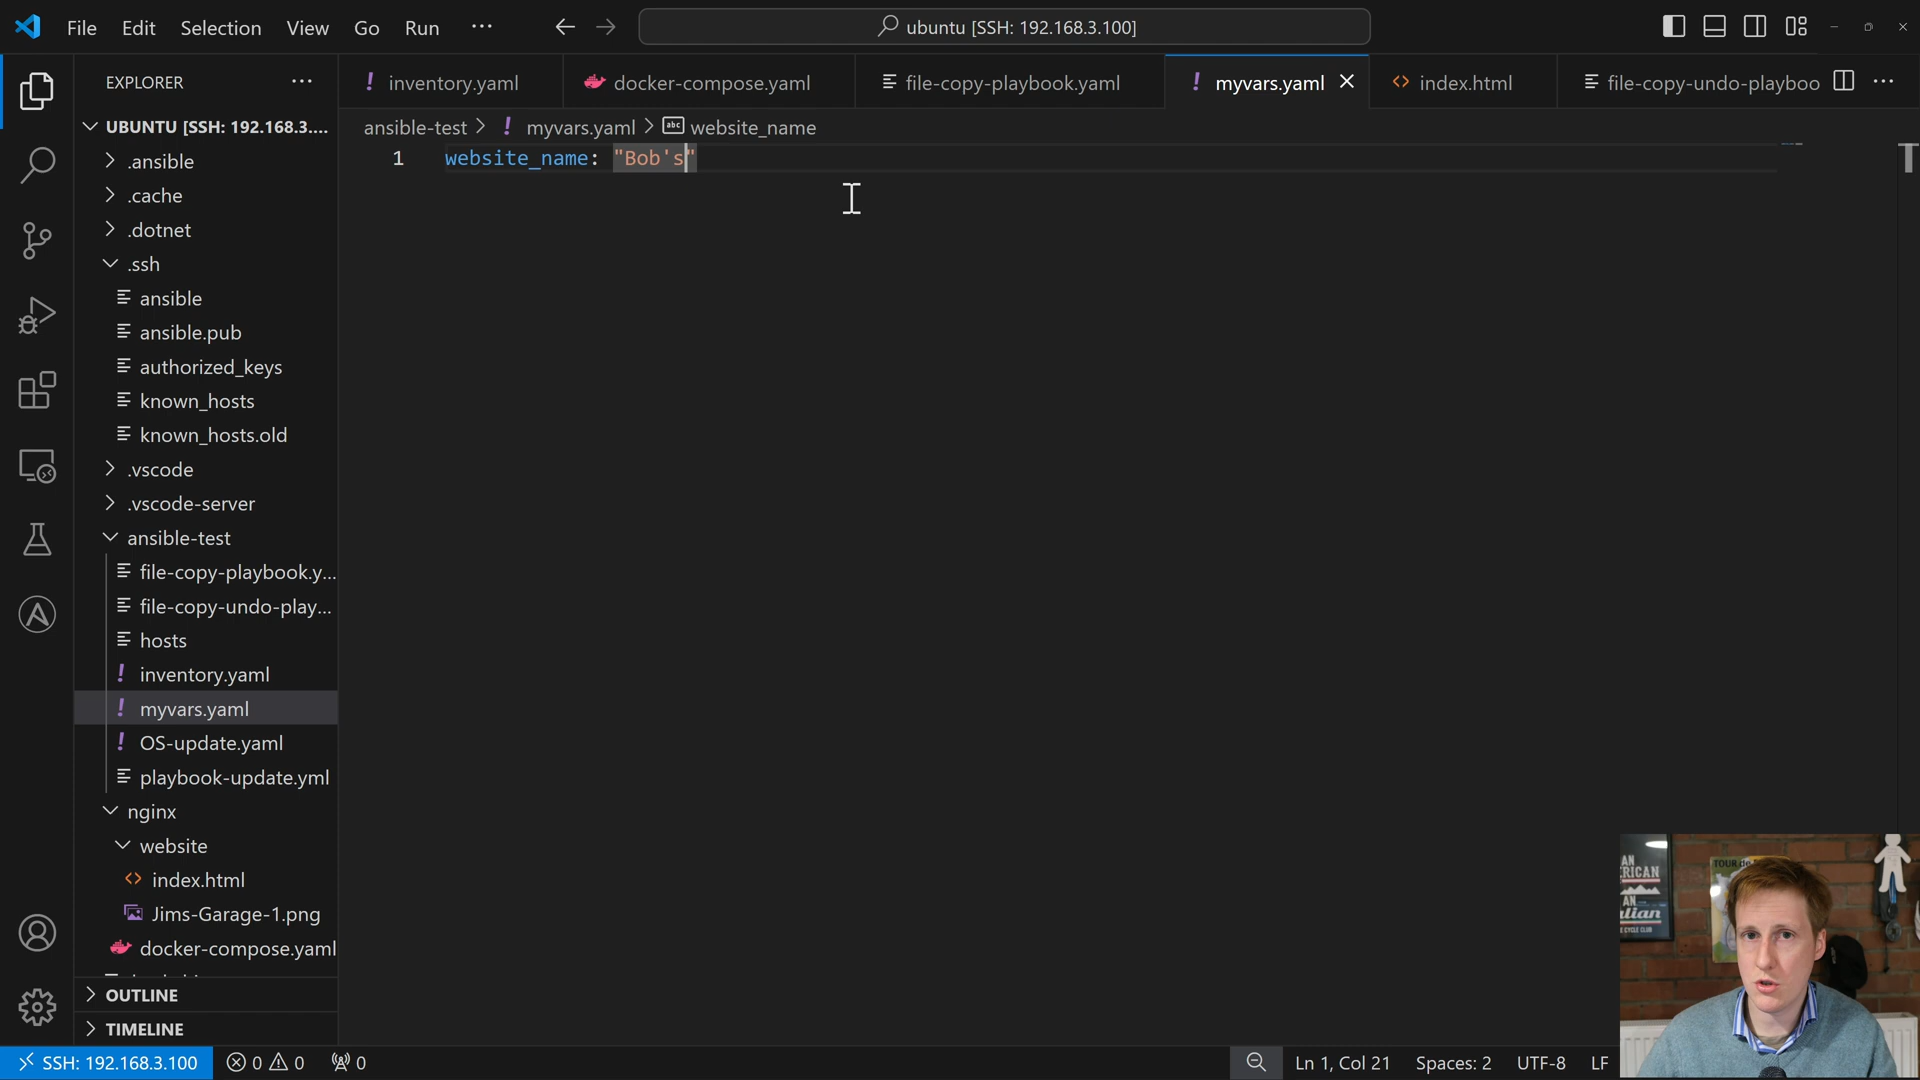 File Edit Selection View Go Run ...
ubuntu [SSH: 192.168.3.100]
EXPLORER ...
inventory.yaml
docker-compose.yaml
file-copy-playbook.yaml
myvars.yaml
index.html
file-copy-undo-playboo
...
UBUNTU [SSH: 192.168.3....
ansible-test > myvars.yaml > website_name
1 website_name: "Bob's"
.ansible
.cache
.dotnet
.ssh
ansible
ansible.pub
authorized_keys
known_hosts
known_hosts.old
.vscode
.vscode-server
ansible-test
file-copy-playbook.y...
file-copy-undo-play...
hosts
inventory.yaml
myvars.yaml
OS-update.yaml
playbook-update.yml
nginx
website
index.html
Jims-Garage-1.png
docker-compose.yaml
OUTLINE
TIMELINE
SSH: 192.168.3.100
0 0 0
Ln 1, Col 21
Spaces: 2
UTF-8
LF